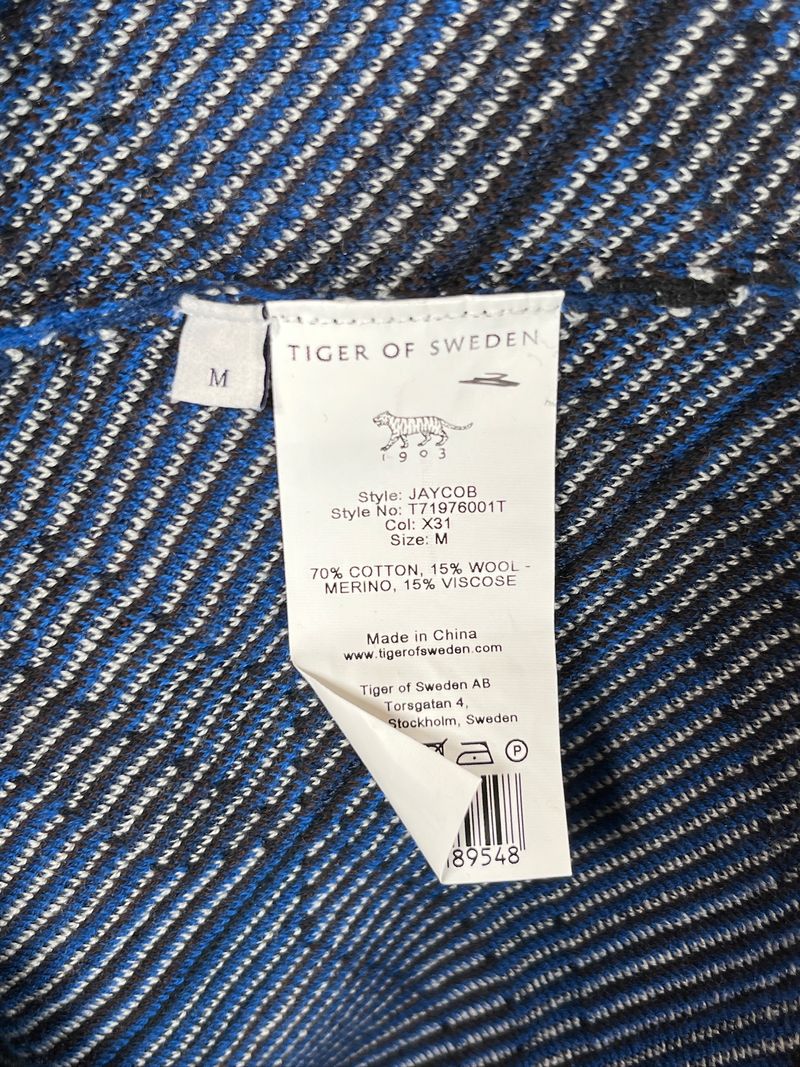 M
TIGER OF SWEDEN
1903
Style: JAYCOB
Style No: T71976001T
Col: X31
Size: M
70% COTTON, 15% WOOL -
MERINO, 15% VISCOSE
Made in China
www.tigerofsweden.com
Tiger of Sweden AB
Torsgatan 4,
Stockholm, Sweden
P
89548